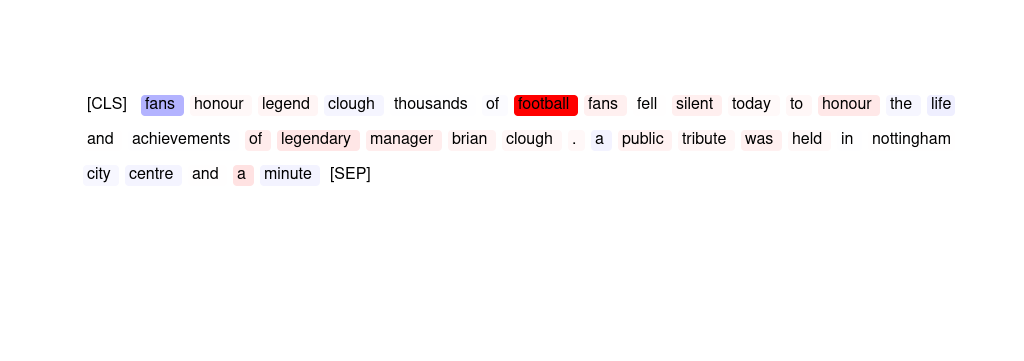 [CLS] fans honour legend clough thousands of football fans fell silent today to honour the life
and achievements of legendary manager brian clough . a public tribute was held in nottingham
city centre and a minute [SEP]